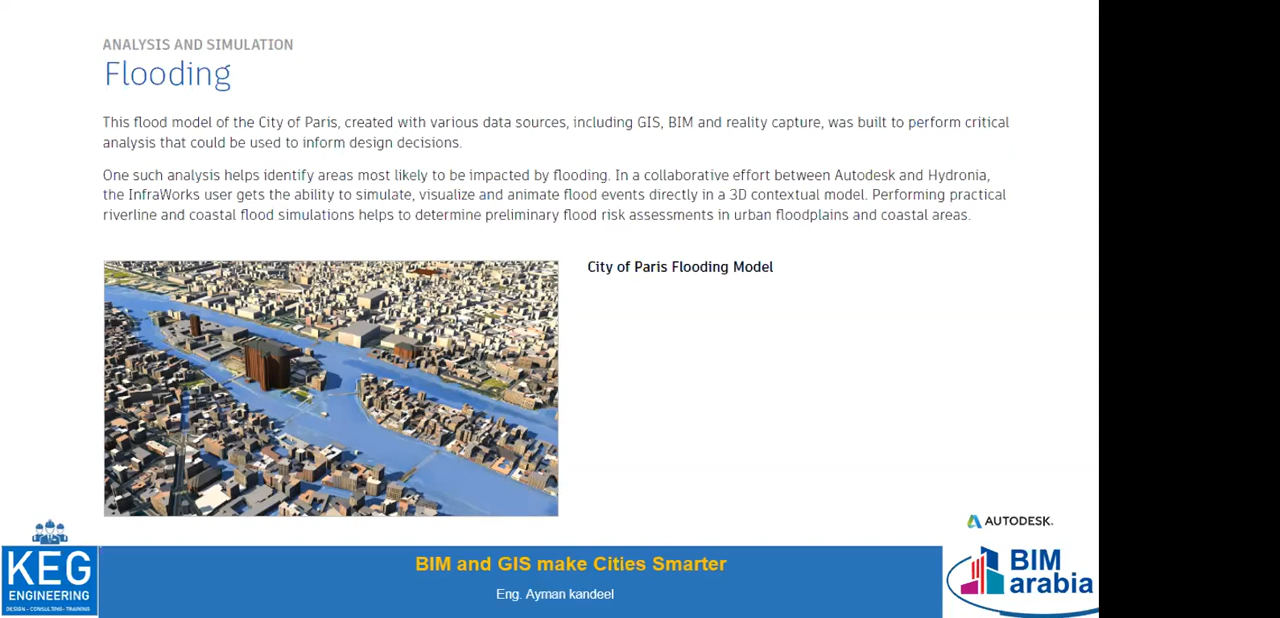 ANALYSIS AND SIMULATION
Flooding
This flood model of the City of Paris, created with various data sources, including GIS, BIM and reality capture, was built to perform critical
analysis that could be used to inform design decisions.
One such analysis helps identify areas most likely to be impacted by flooding. In a collaborative effort between Autodesk and Hydronia,
the InfraWorks user gets the ability to simulate, visualize and animate flood events directly in a 3D contextual model. Performing practical
riverline and coastal flood simulations helps to determine preliminary flood risk assessments in urban floodplains and coastal areas.
City of Paris Flooding Model
AUTODESK.
KEG
ENGINEERING
DESIGN - CONSULTING - TRAINING
BIM and GIS make Cities Smarter
Eng. Ayman kandeel
BIM
arabia